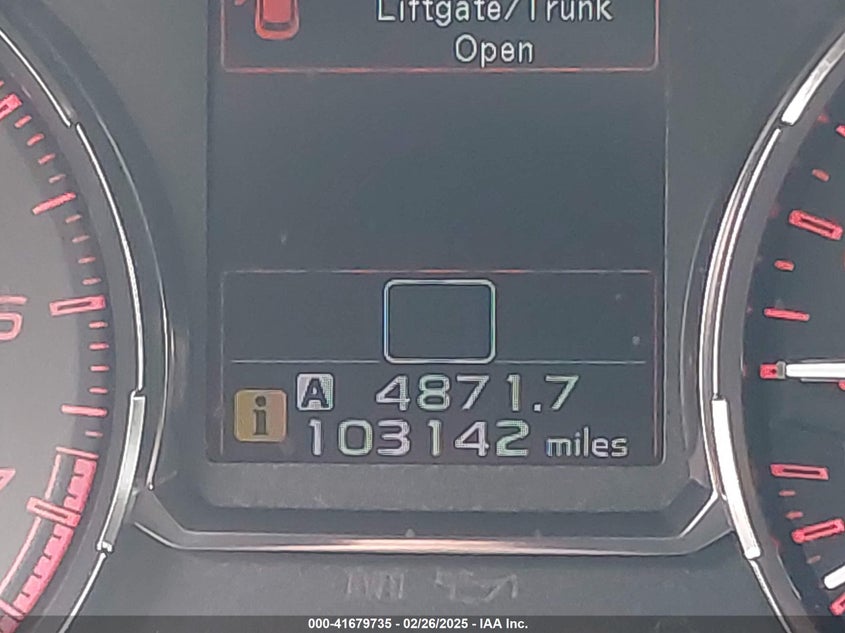 Liftgate/Trunk
Open
A 4871.7
i 103142 miles
000-41679735 - 02/26/2025 - IAA Inc.